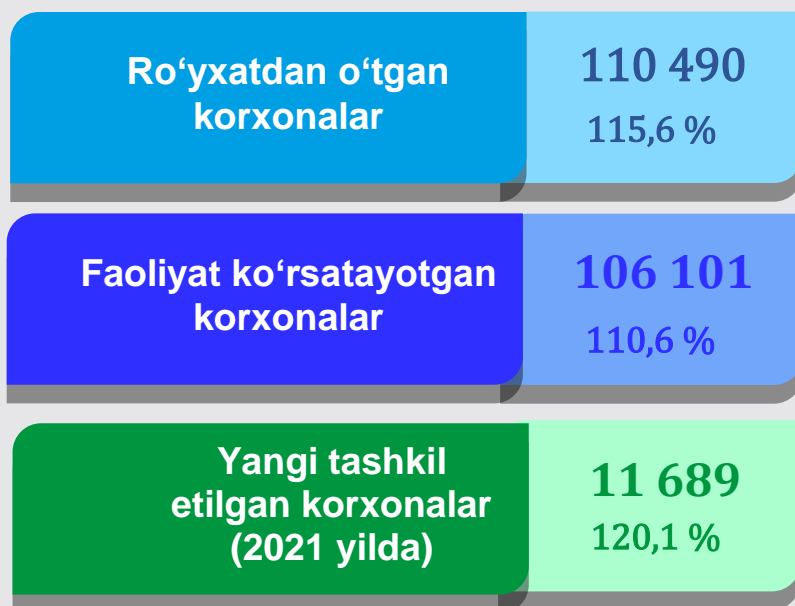 Ro‘yxatdan o‘tgan
korxonalar
110 490
115,6 %
Faoliyat ko‘rsatayotgan
korxonalar
106 101
110,6 %
Yangi tashkil
etilgan korxonalar
(2021 yilda)
11 689
120,1 %